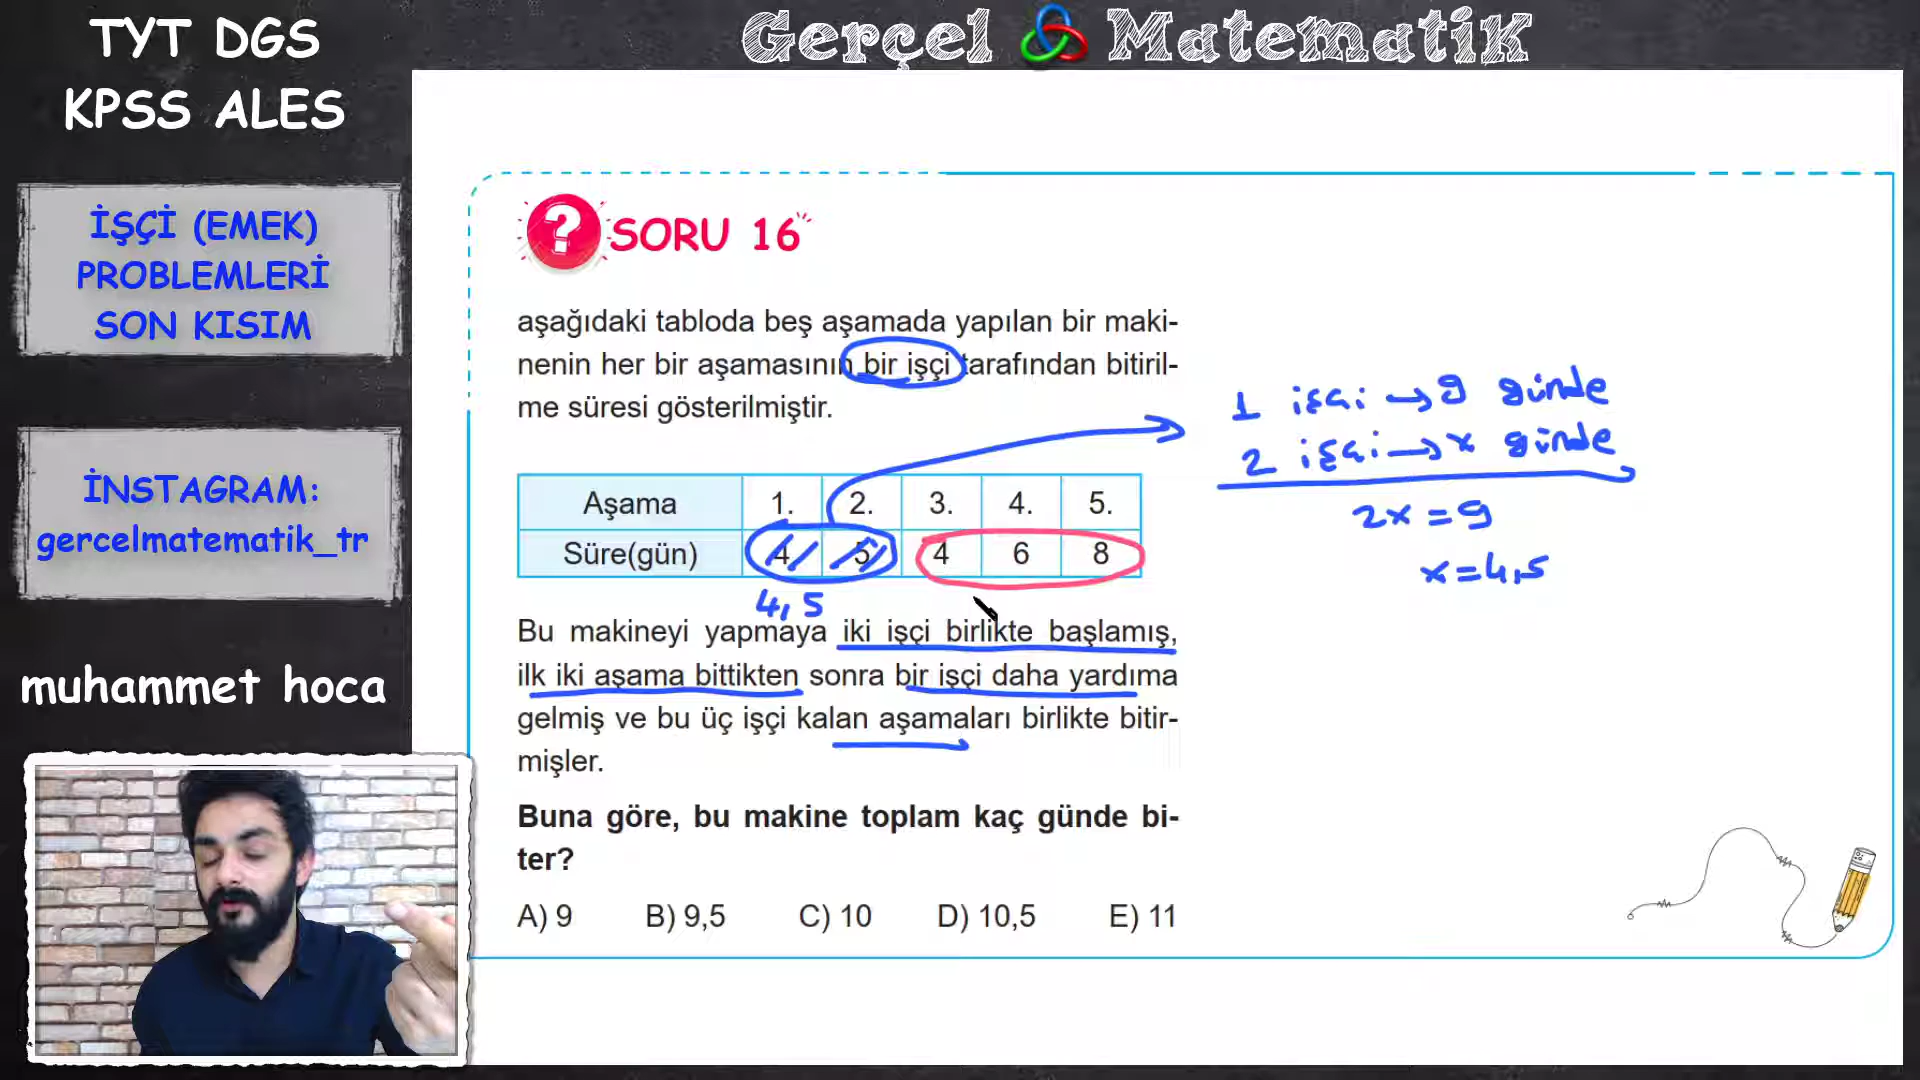 TYT DGS
KPSS ALES
Gerçel Matematik
İŞÇİ (EMEK)
PROBLEMLERİ
SON KISIM
İNSTAGRAM:
gercelmatematik_tr
muhammet hoca
? SORU 16
aşağıdaki tabloda beş aşamada yapılan bir maki-
nenin her bir aşamasının bir işçi tarafından bitiril-
me süresi gösterilmiştir.
Aşama 1. 2. 3. 4. 5.
Süre(gün) 4 5 4 6 8
4,5
Bu makineyi yapmaya iki işçi birlikte başlamış,
ilk iki aşama bittikten sonra bir işçi daha yardıma
gelmiş ve bu üç işçi kalan aşamaları birlikte bitir-
mişler.
Buna göre, bu makine toplam kaç günde bi-
ter?
A) 9 B) 9,5 C) 10 D) 10,5 E) 11
1 işçi → 9 günde
2 işçi → x günde
2x = 9
x = 4,5